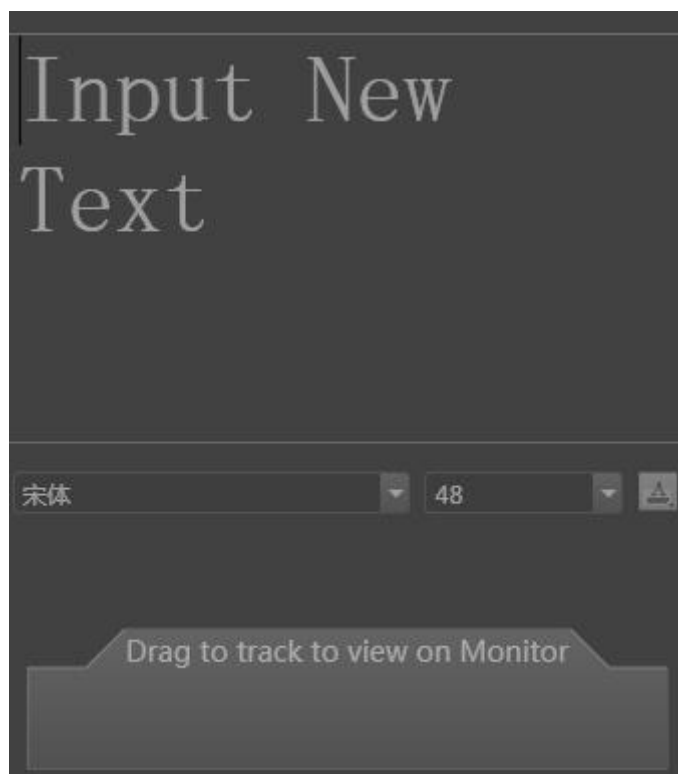 Input New
Text
宋体
48
Drag to track to view on Monitor